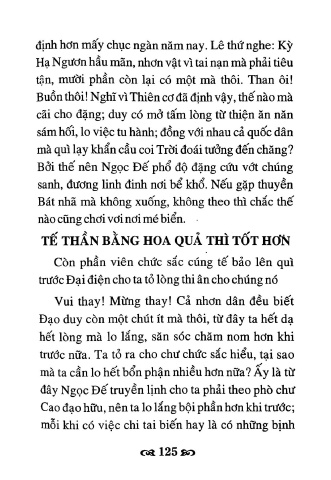 định hơn mấy chục ngàn năm nay. Lê thứ nghe: Kỳ
Hạ Ngươn hầu mãn, nhơn vật vì tai nạn mà phải tiêu
tận, mười phần còn lại có một mà thôi. Than ôi!
Buồn thôi! Nghĩ vì Thiên cơ đã định vậy, thế nào mà
cãi cho đặng; duy có mở tấm lòng từ thiện ăn năn
sám hối, lo việc tu hành; đồng với nhau cả quốc dân
mà quì lạy khẩn cầu coi Trời đoái tưởng đến chăng?
Bởi thế nên Ngọc Đế phổ độ đặng cứu vớt chúng
sanh, đương linh đinh nơi bể khổ. Nếu gặp thuyền
Bát nhã mà không xuống, không theo thì chắc thế
nào cũng chơi vơi nơi mé biển.
TẾ THẦN BẰNG HOA QUẢ THÌ TỐT HƠN
Còn phần viên chức sắc cúng tế bảo lên quì
trước Đại điện cho ta tỏ lòng thi ân cho chúng nó
Vui thay! Mừng thay! Cả nhơn dân đều biết
Đạo duy còn một chút ít mà thôi, từ đây ta hết dạ
hết lòng mà lo lắng, săn sóc chăm nom hơn khi
trước nữa. Ta tỏ ra cho chư chức sắc hiểu, tại sao
mà ta cần lo hết bổn phận nhiều hơn nữa? Ấy là từ
đây Ngọc Đế truyền lịnh cho ta phải theo phò chư
Cao đạo hữu, nên ta lo lắng bội phần hơn khi trước;
mỗi khi có việc chi tai biến hay là có những bịnh
125